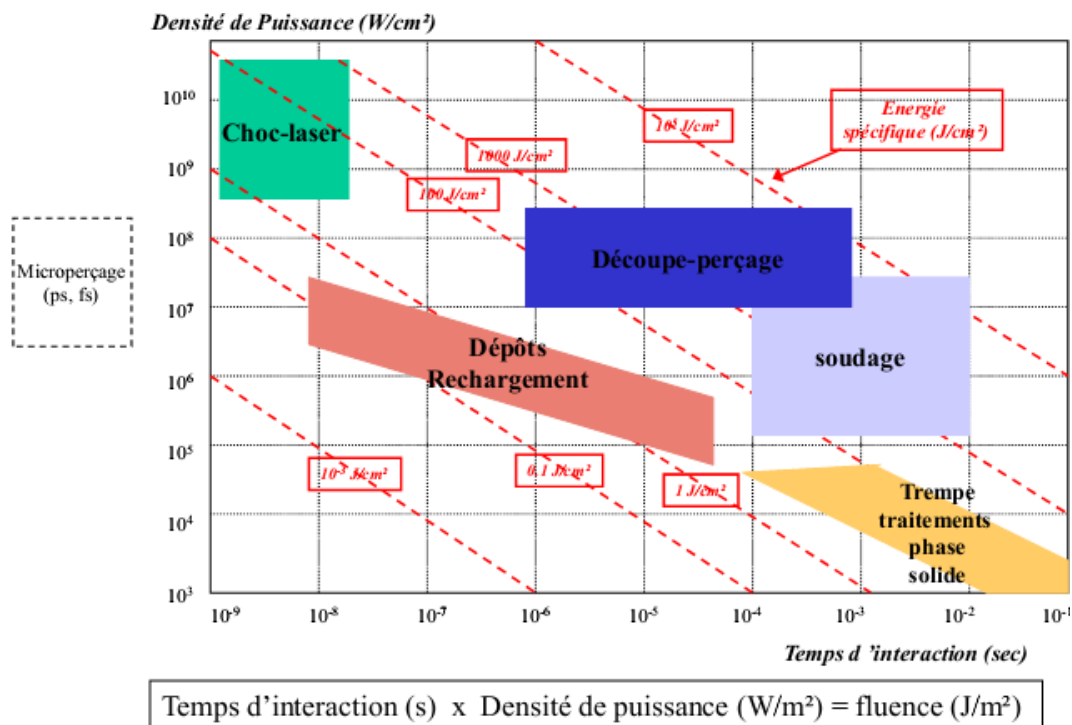 Densité de Puissance (W/cm²)
10¹⁰
10⁹
10⁸
10⁷
10⁶
10⁵
10⁴
10³
Choc-laser
1000 J/cm²
100 J/cm²
Energie
spécifique (J/cm²)
Microperçage
(ps, fs)
Découpe-perçage
Dépôts
Rechargement
soudage
10⁻³ J/cm²
0.1 J/cm²
1 J/cm²
Trempe
traitements
phase
solide
10⁻⁹ 10⁻⁸ 10⁻⁷ 10⁻⁶ 10⁻⁵ 10⁻⁴ 10⁻³ 10⁻² 10⁻¹
Temps d ’interaction (sec)
Temps d’interaction (s) x Densité de puissance (W/m²) = fluence (J/m²)